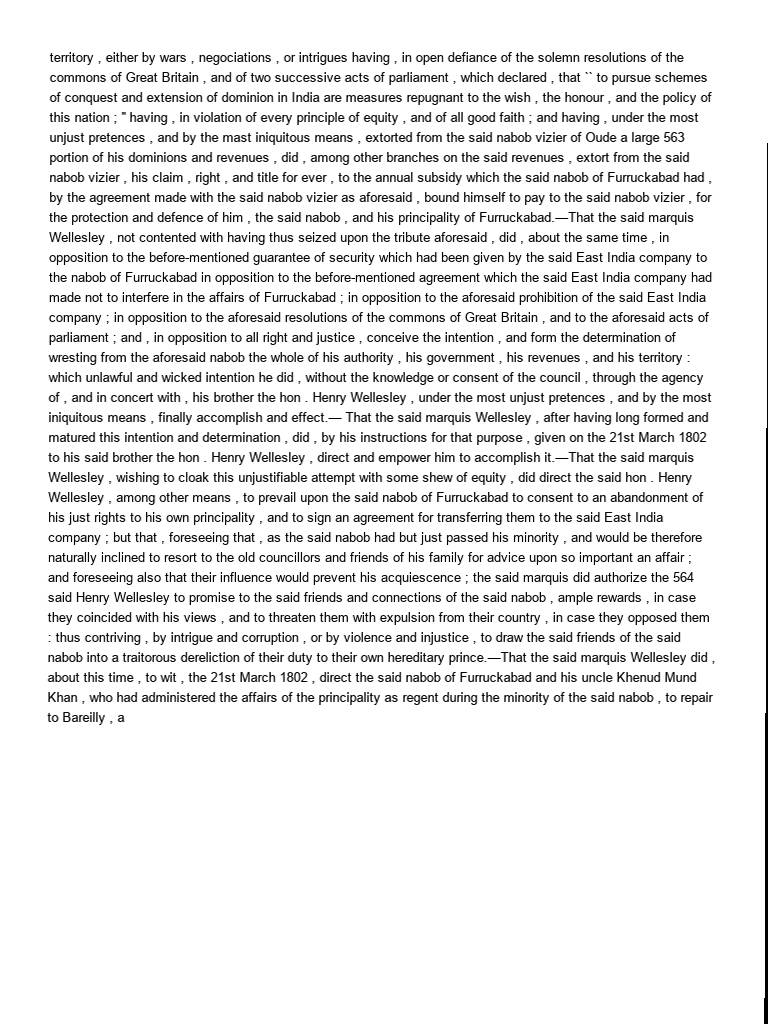 territory , either by wars , negociations , or intrigues having , in open defiance of the solemn resolutions of the
commons of Great Britain , and of two successive acts of parliament , which declared , that `` to pursue schemes
of conquest and extension of dominion in India are measures repugnant to the wish , the honour , and the policy of
this nation ; '' having , in violation of every principle of equity , and of all good faith ; and having , under the most
unjust pretences , and by the mast iniquitous means , extorted from the said nabob vizier of Oude a large 563
portion of his dominions and revenues , did , among other branches on the said revenues , extort from the said
nabob vizier , his claim , right , and title for ever , to the annual subsidy which the said nabob of Furruckabad had ,
by the agreement made with the said nabob vizier as aforesaid , bound himself to pay to the said nabob vizier , for
the protection and defence of him , the said nabob , and his principality of Furruckabad.—That the said marquis
Wellesley , not contented with having thus seized upon the tribute aforesaid , did , about the same time , in
opposition to the before-mentioned guarantee of security which had been given by the said East India company to
the nabob of Furruckabad in opposition to the before-mentioned agreement which the said East India company had
made not to interfere in the affairs of Furruckabad ; in opposition to the aforesaid prohibition of the said East India
company ; in opposition to the aforesaid resolutions of the commons of Great Britain , and to the aforesaid acts of
parliament ; and , in opposition to all right and justice , conceive the intention , and form the determination of
wresting from the aforesaid nabob the whole of his authority , his government , his revenues , and his territory :
which unlawful and wicked intention he did , without the knowledge or consent of the council , through the agency
of , and in concert with , his brother the hon . Henry Wellesley , under the most unjust pretences , and by the most
iniquitous means , finally accomplish and effect.— That the said marquis Wellesley , after having long formed and
matured this intention and determination , did , by his instructions for that purpose , given on the 21st March 1802
to his said brother the hon . Henry Wellesley , direct and empower him to accomplish it.—That the said marquis
Wellesley , wishing to cloak this unjustifiable attempt with some shew of equity , did direct the said hon . Henry
Wellesley , among other means , to prevail upon the said nabob of Furruckabad to consent to an abandonment of
his just rights to his own principality , and to sign an agreement for transferring them to the said East India
company ; but that , foreseeing that , as the said nabob had but just passed his minority , and would be therefore
naturally inclined to resort to the old councillors and friends of his family for advice upon so important an affair ;
and foreseeing also that their influence would prevent his acquiescence ; the said marquis did authorize the 564
said Henry Wellesley to promise to the said friends and connections of the said nabob , ample rewards , in case
they coincided with his views , and to threaten them with expulsion from their country , in case they opposed them
: thus contriving , by intrigue and corruption , or by violence and injustice , to draw the said friends of the said
nabob into a traitorous dereliction of their duty to their own hereditary prince.—That the said marquis Wellesley did ,
about this time , to wit , the 21st March 1802 , direct the said nabob of Furruckabad and his uncle Khenud Mund
Khan , who had administered the affairs of the principality as regent during the minority of the said nabob , to repair
to Bareilly , a